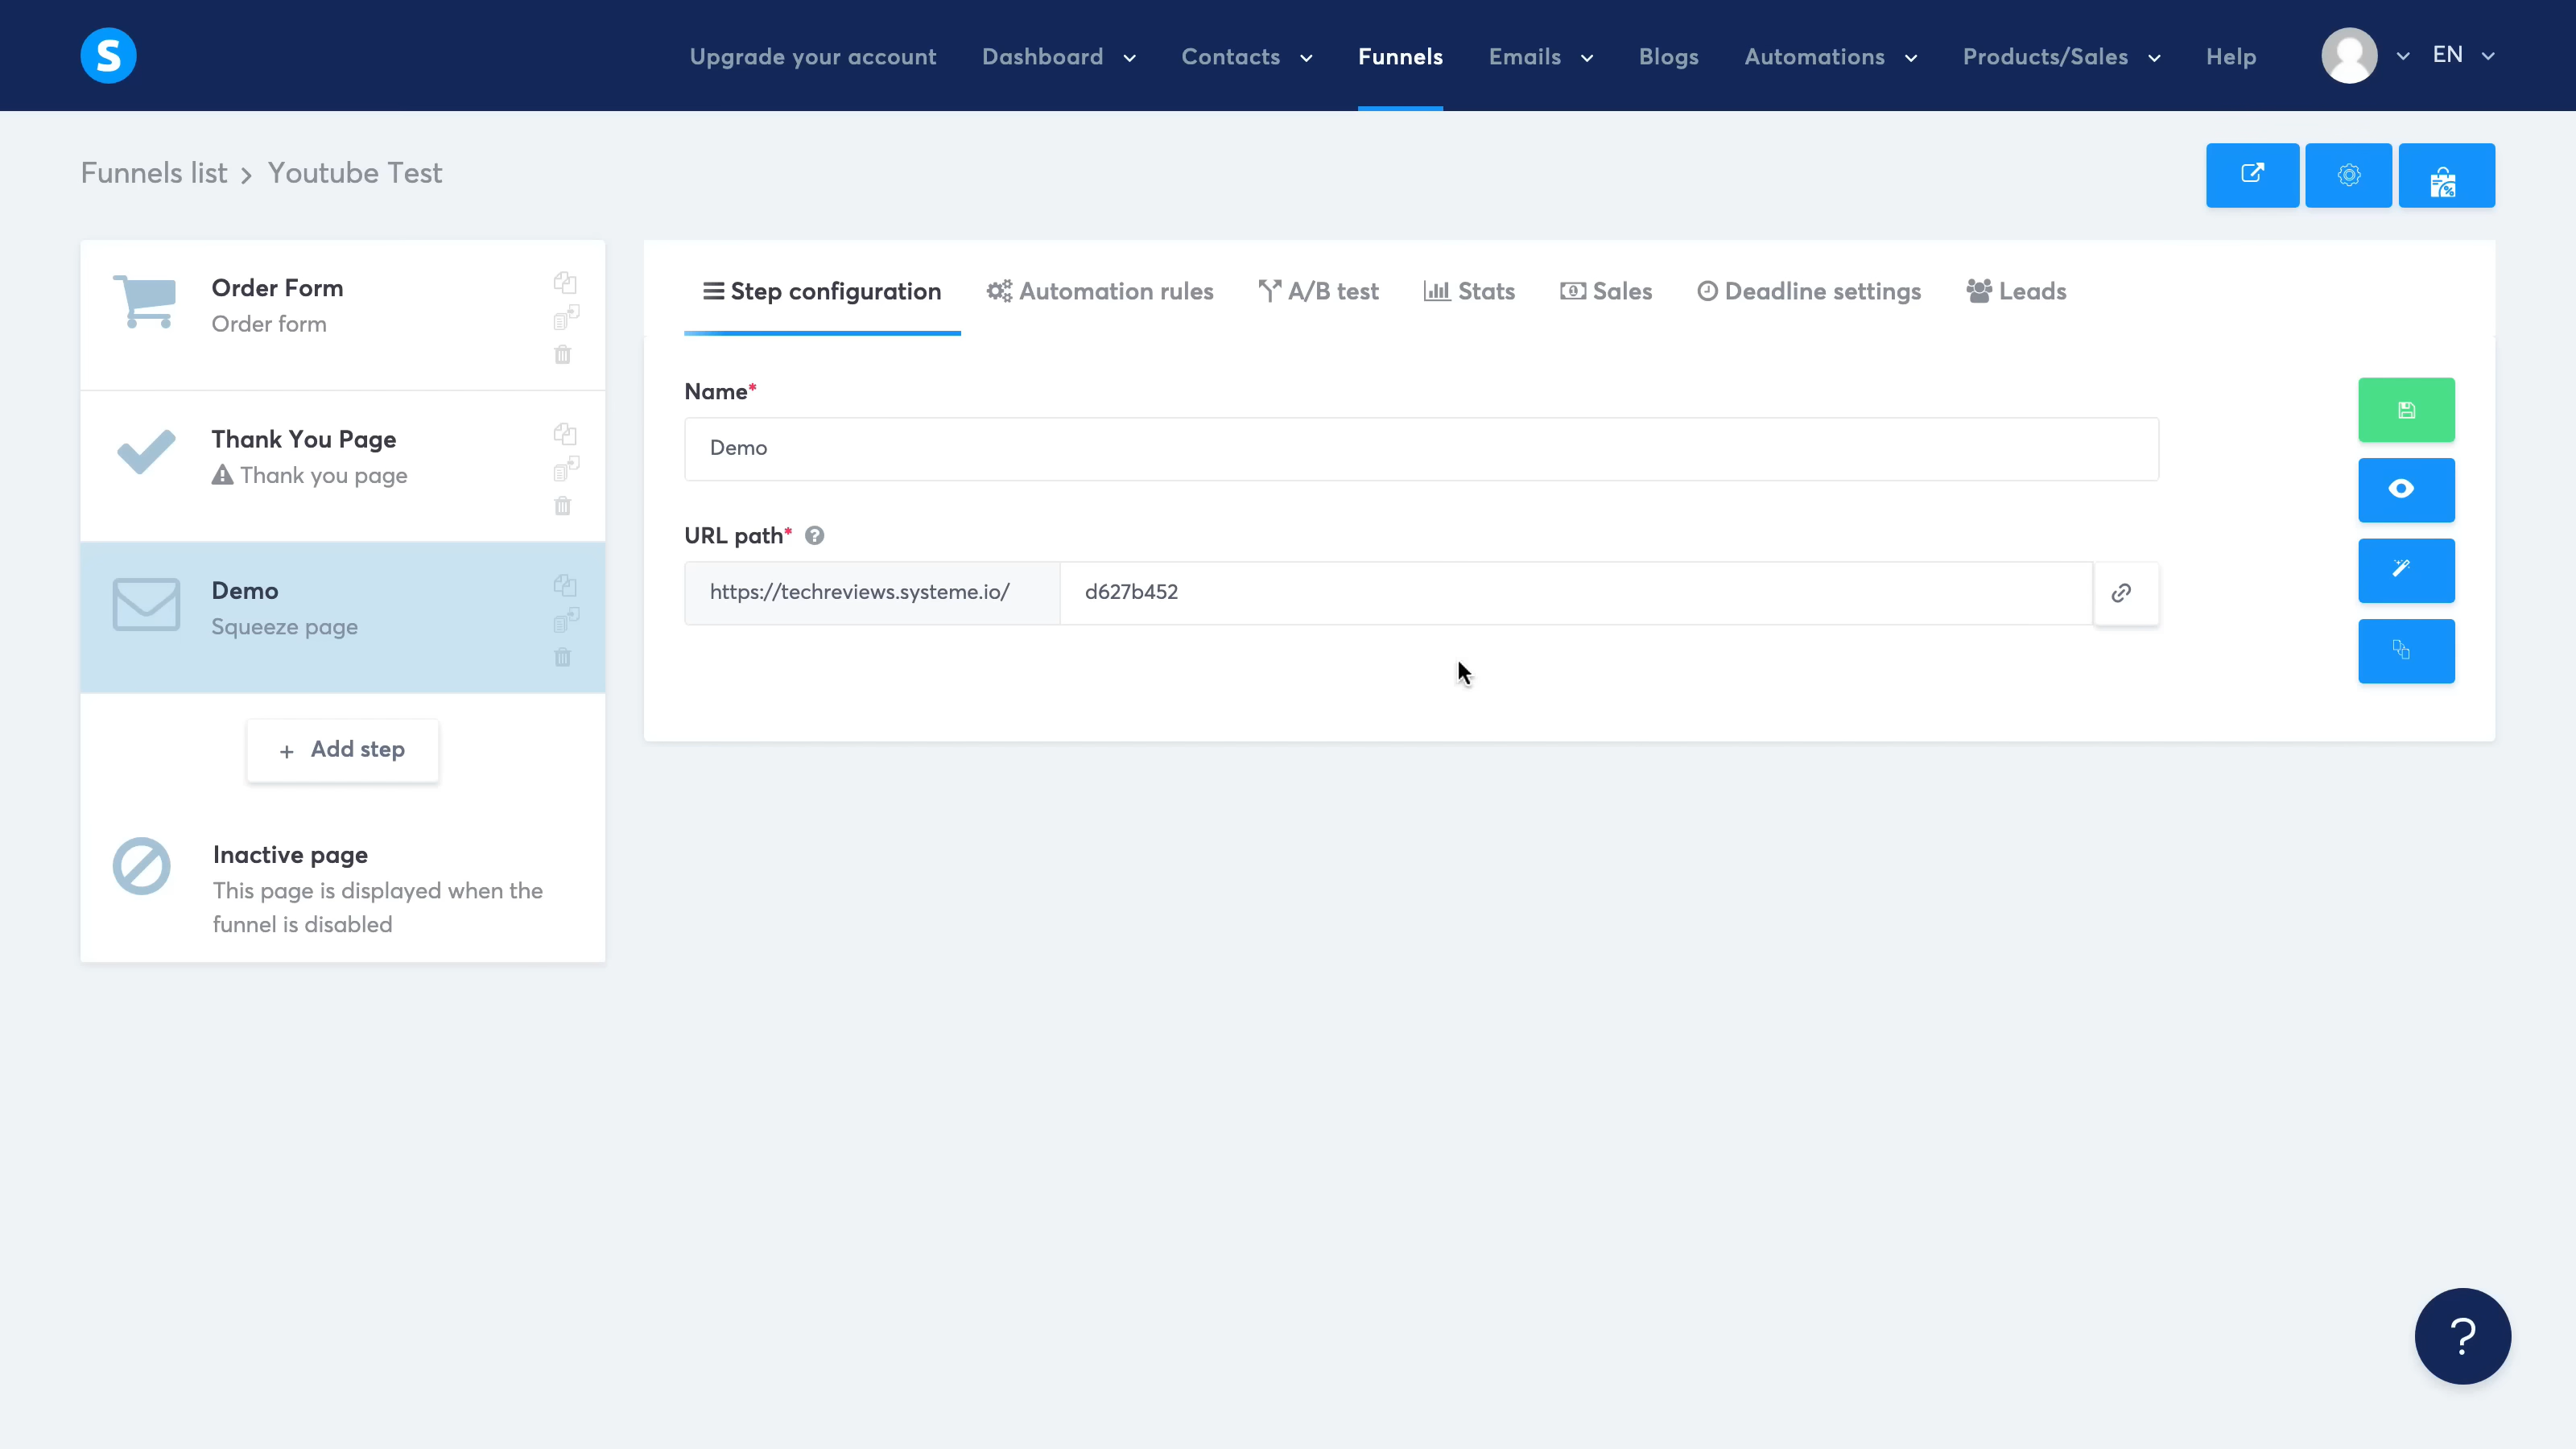 S
Upgrade your account Dashboard Contacts Funnels Emails Blogs Automations Products/Sales Help EN
Funnels list > Youtube Test
Order Form
Order form
Thank You Page
Thank you page
Demo
Squeeze page
+ Add step
Inactive page
This page is displayed when the
funnel is disabled
Step configuration Automation rules A/B test Stats Sales Deadline settings Leads
Name*
Demo
URL path* ?
https://techreviews.systeme.io/ d627b452
?